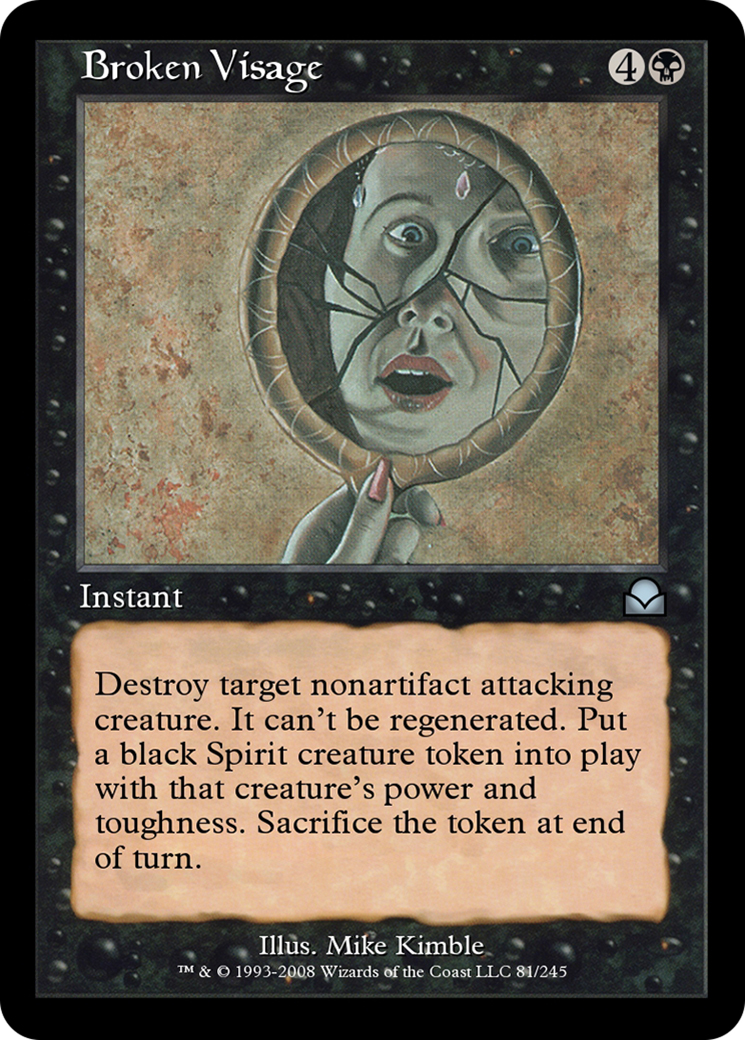 Broken Visage 4
Instant
Destroy target nonartifact attacking
creature. It can't be regenerated. Put
a black Spirit creature token into play
with that creature's power and
toughness. Sacrifice the token at end
of turn.
Illus. Mike Kimble
™ & © 1993-2008 Wizards of the Coast LLC 81/245